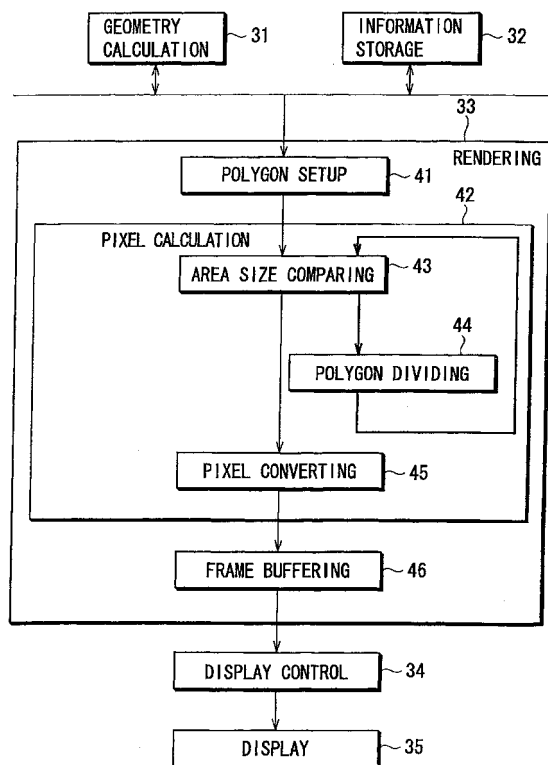 GEOMETRY
CALCULATION
31
INFORMATION
STORAGE
32
33
RENDERING
POLYGON SETUP
41
42
PIXEL CALCULATION
AREA SIZE COMPARING
43
44
POLYGON DIVIDING
PIXEL CONVERTING
45
FRAME BUFFERING
46
DISPLAY CONTROL
34
DISPLAY
35